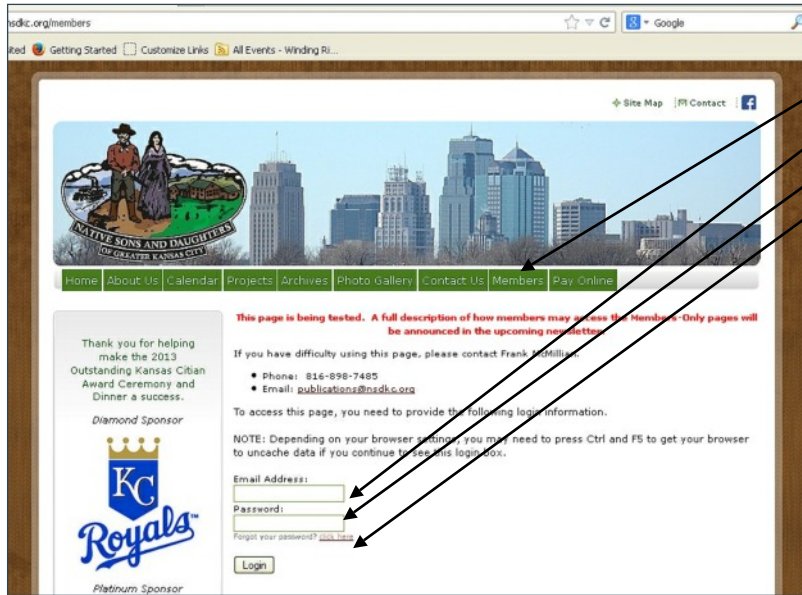 nsdkc.org/members
Google
Getting Started
Customize Links
All Events - Winding Ri...
Site Map
Contact
NATIVE SONS AND DAUGHTERS
OF GREATER KANSAS CITY
Home About Us Calendar Projects Archives Photo Gallery Contact Us Members Pay Online
Thank you for helping
make the 2013
Outstanding Kansas Citian
Award Ceremony and
Dinner a success.
Diamond Sponsor
KC
Royals
Platinum Sponsor
This page is being tested. A full description of how members may access the Members-Only pages will
be announced in the upcoming newsletter.
If you have difficulty using this page, please contact Frank McMillian.
• Phone: 816-898-7485
• Email: publications@nsdkc.org
To access this page, you need to provide the following login information.
NOTE: Depending on your browser settings, you may need to press Ctrl and F5 to get your browser
to uncache data if you continue to see this login box.
Email Address:
Password:
Forgot your password? click here
Login